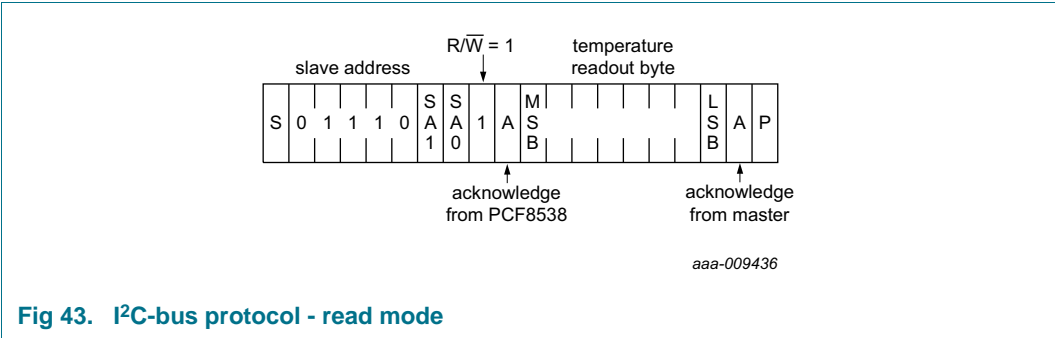 R/W̅ = 1
temperature
slave address
readout byte
S 0 1 1 1 0 SA1 SA0 1 A MSB LSB A P
acknowledge
from PCF8538
acknowledge
from master
aaa-009436
Fig 43. I²C-bus protocol - read mode